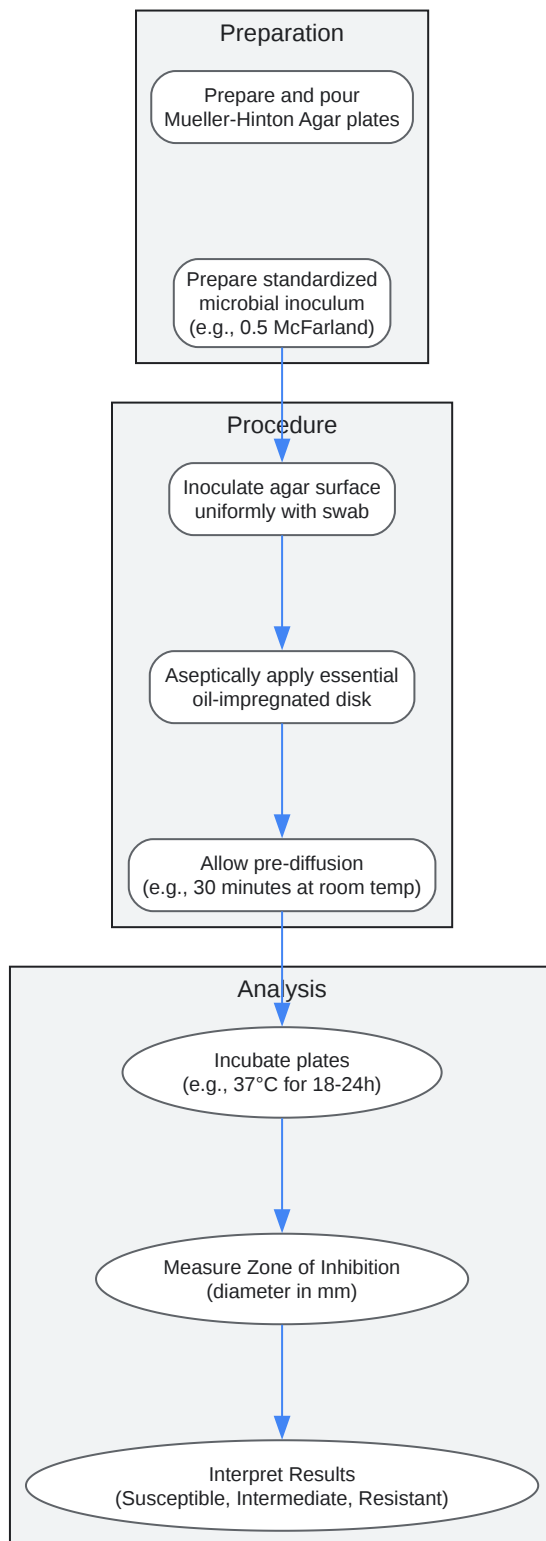 Preparation
Prepare and pour
Mueller-Hinton Agar plates
Prepare standardized
microbial inoculum
(e.g., 0.5 McFarland)
Procedure
Inoculate agar surface
uniformly with swab
Aseptically apply essential
oil-impregnated disk
Allow pre-diffusion
(e.g., 30 minutes at room temp)
Analysis
Incubate plates
(e.g., 37°C for 18-24h)
Measure Zone of Inhibition
(diameter in mm)
Interpret Results
(Susceptible, Intermediate, Resistant)